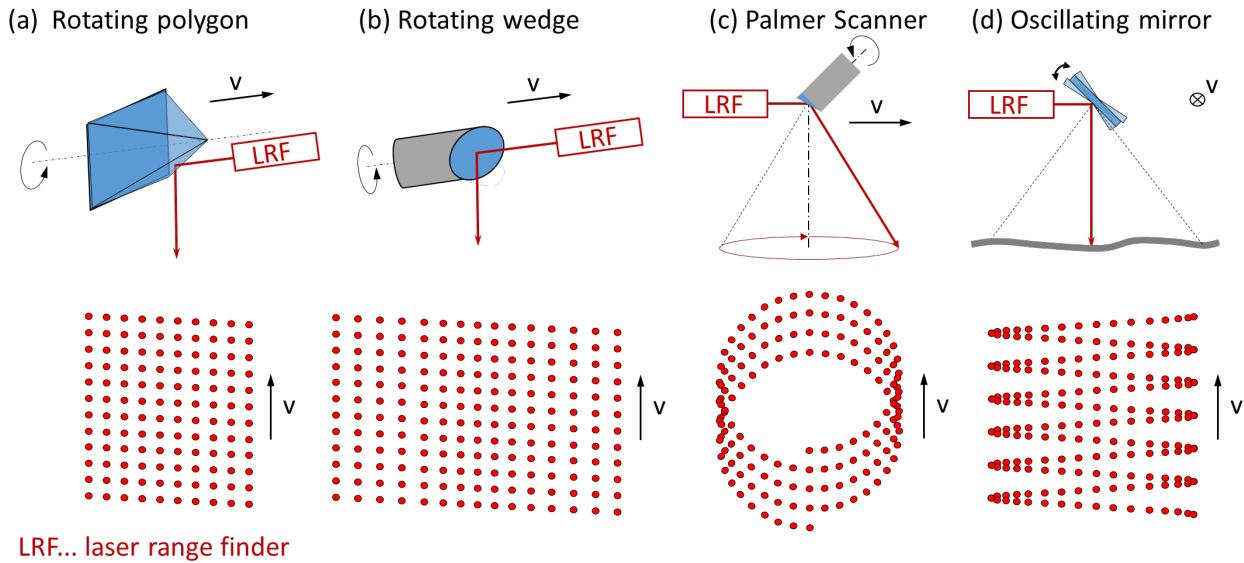 (a) Rotating polygon
(b) Rotating wedge
(c) Palmer Scanner
(d) Oscillating mirror
v
LRF
v
LRF
LRF
v
LRF
v
v
v
v
v
LRF... laser range finder